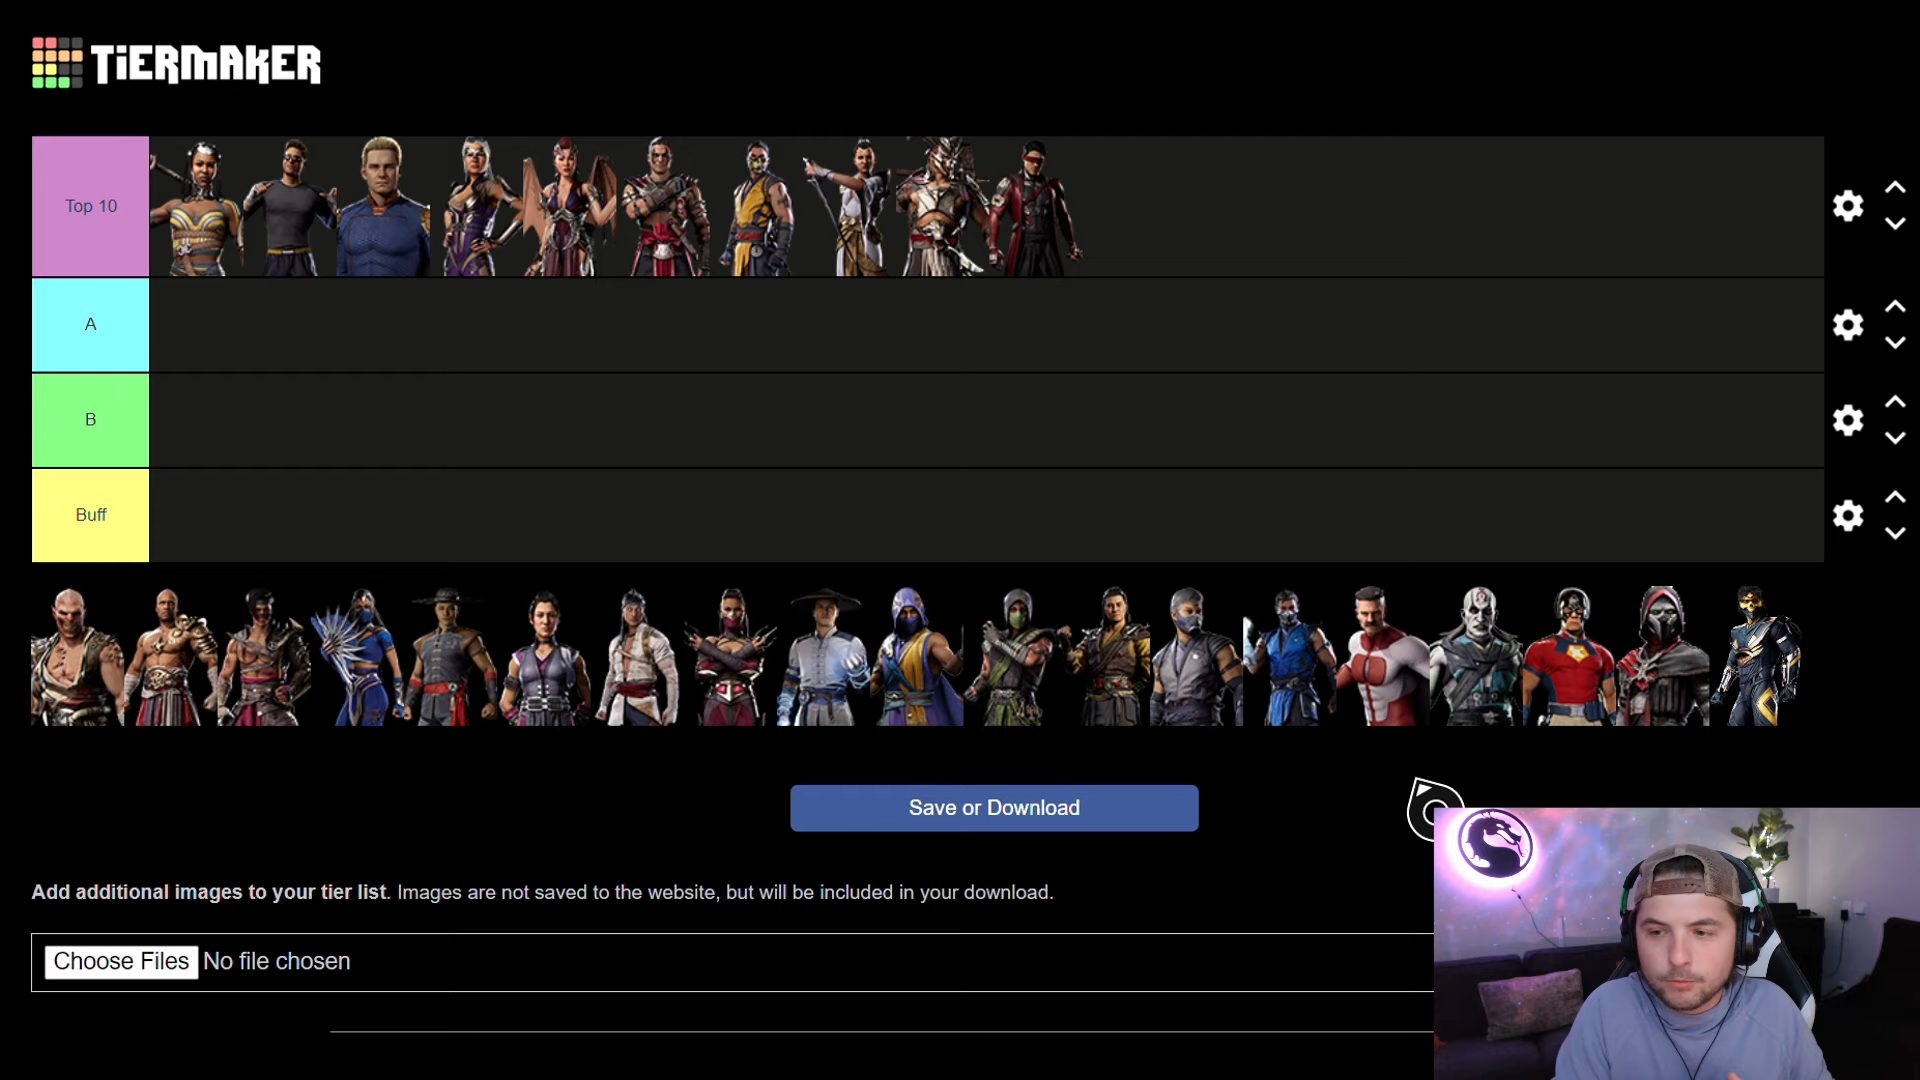 TiERMAKER
Top 10
A
B
Buff
Save or Download
Add additional images to your tier list. Images are not saved to the website, but will be included in your download.
Choose Files No file chosen